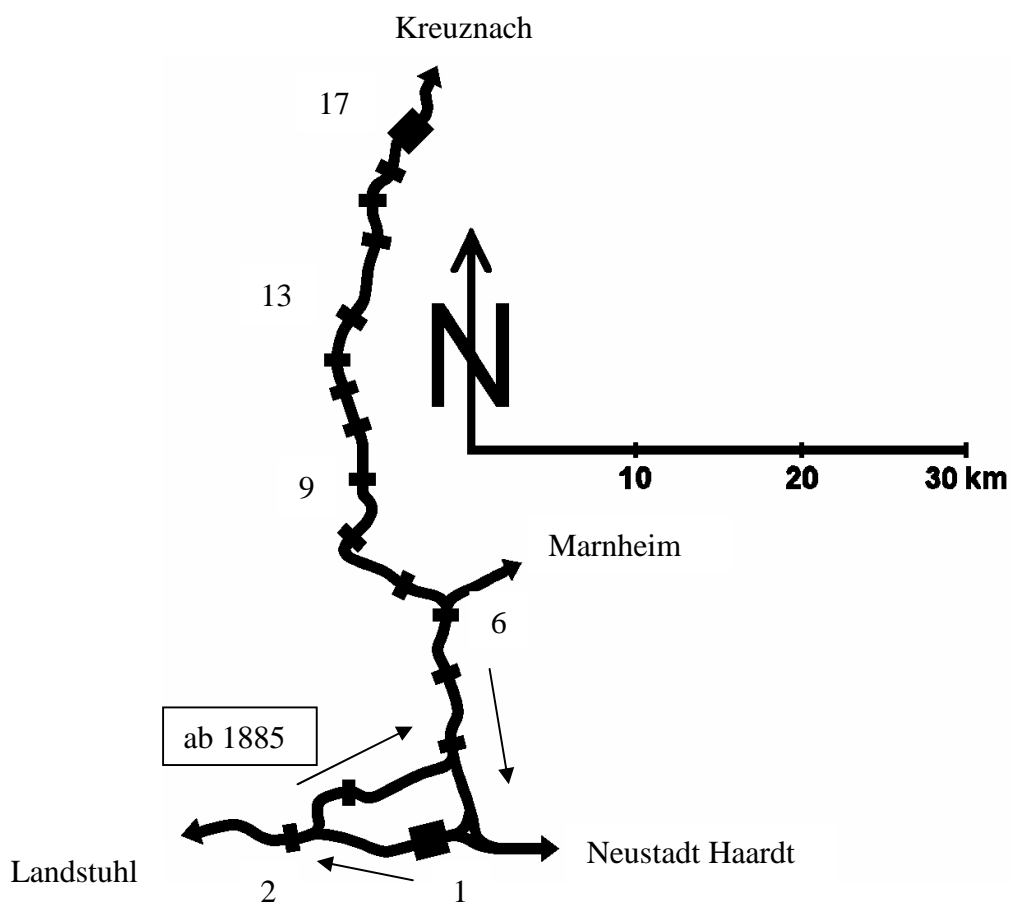 Kreuznach
17
13
N
10
20
30 km
9
Marnheim
6
ab 1885
Neustadt Haardt
Landstuhl
2
1